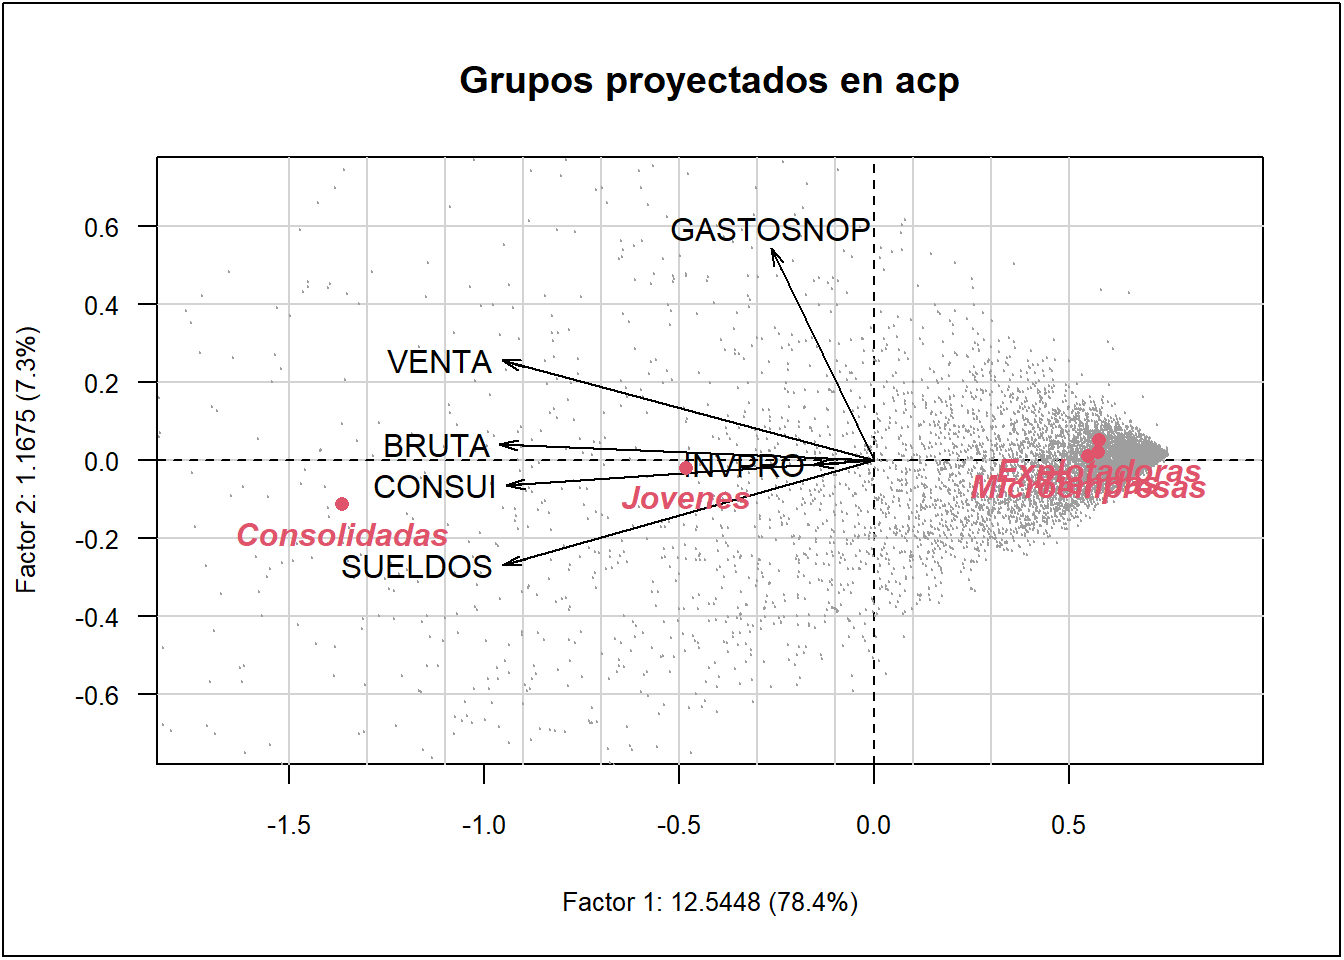 Grupos proyectados en acp
Factor 2: 1.1675 (7.3%)
0.6
0.4
0.2
0.0
-0.2
-0.4
-0.6
GASTOSNOP
VENTA
BRUTA
INVPRO
CONSUI
SUELDOS
Consolidadas
Jovenes
Explotadoras
-1.5
-1.0
-0.5
0.0
0.5
Factor 1: 12.5448 (78.4%)